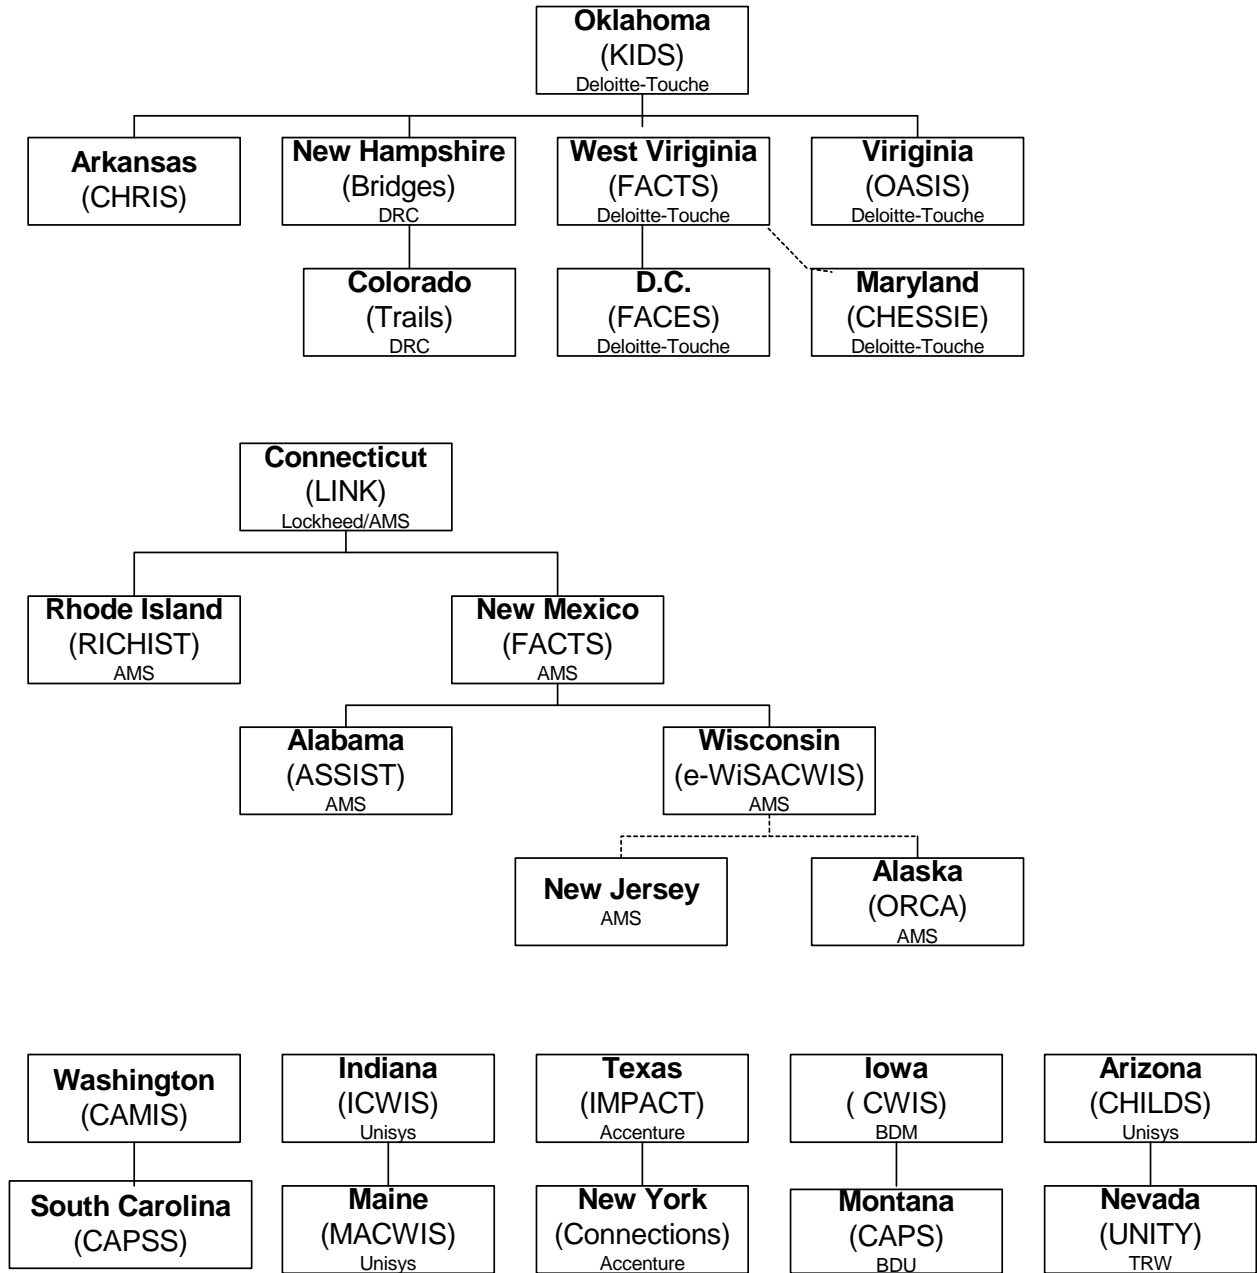 Oklahoma
(KIDS)
Deloitte-Touche
Arkansas
(CHRIS)
New Hampshire
(Bridges)
DRC
West Viriginia
(FACTS)
Deloitte-Touche
Viriginia
(OASIS)
Deloitte-Touche
Colorado
(Trails)
DRC
D.C.
(FACES)
Deloitte-Touche
Maryland
(CHESSIE)
Deloitte-Touche
Connecticut
(LINK)
Lockheed/AMS
Rhode Island
(RICHIST)
AMS
New Mexico
(FACTS)
AMS
Alabama
(ASSIST)
AMS
Wisconsin
(e-WiSACWIS)
AMS
New Jersey
AMS
Alaska
(ORCA)
AMS
Washington
(CAMIS)
Indiana
(ICWIS)
Unisys
Texas
(IMPACT)
Accenture
Iowa
( CWIS)
BDM
Arizona
(CHILDS)
Unisys
South Carolina
(CAPSS)
Maine
(MACWIS)
Unisys
New York
(Connections)
Accenture
Montana
(CAPS)
BDU
Nevada
(UNITY)
TRW